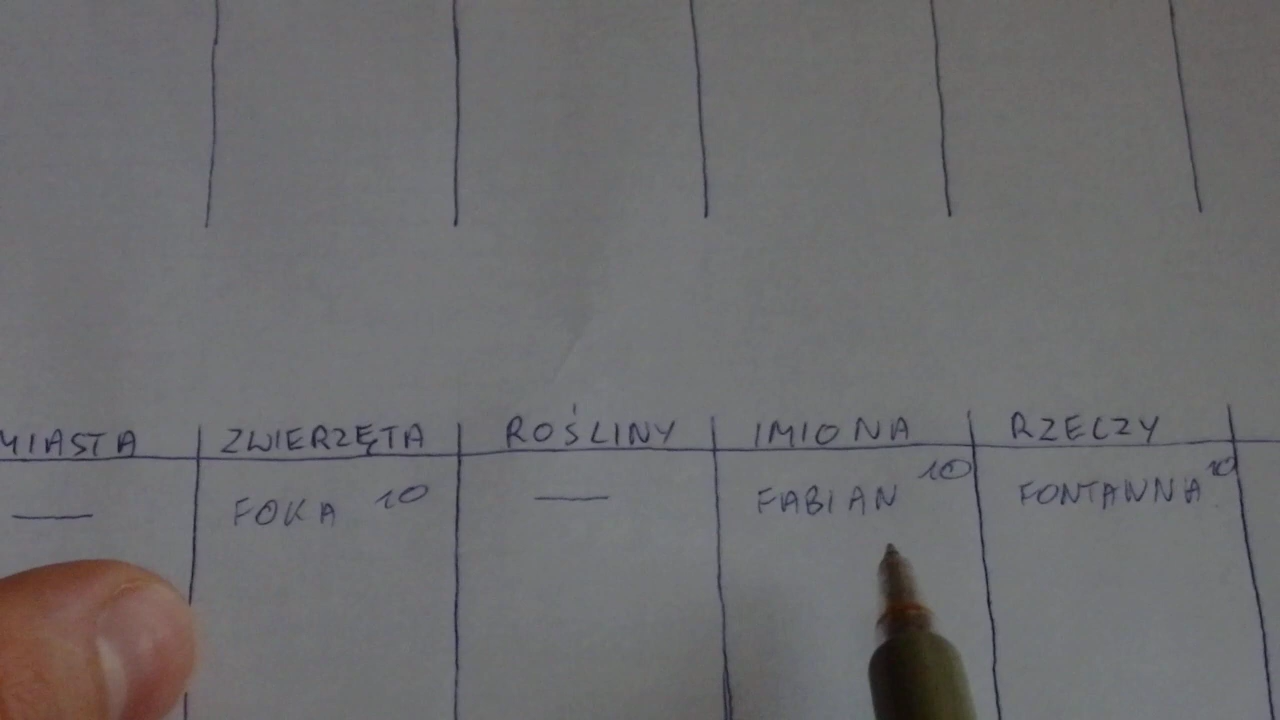 MIASTA ZWIERZĘTA ROŚLINY IMIONA RZECZY
— FOKA 10 — FABIAN 10 FONTANNA 10